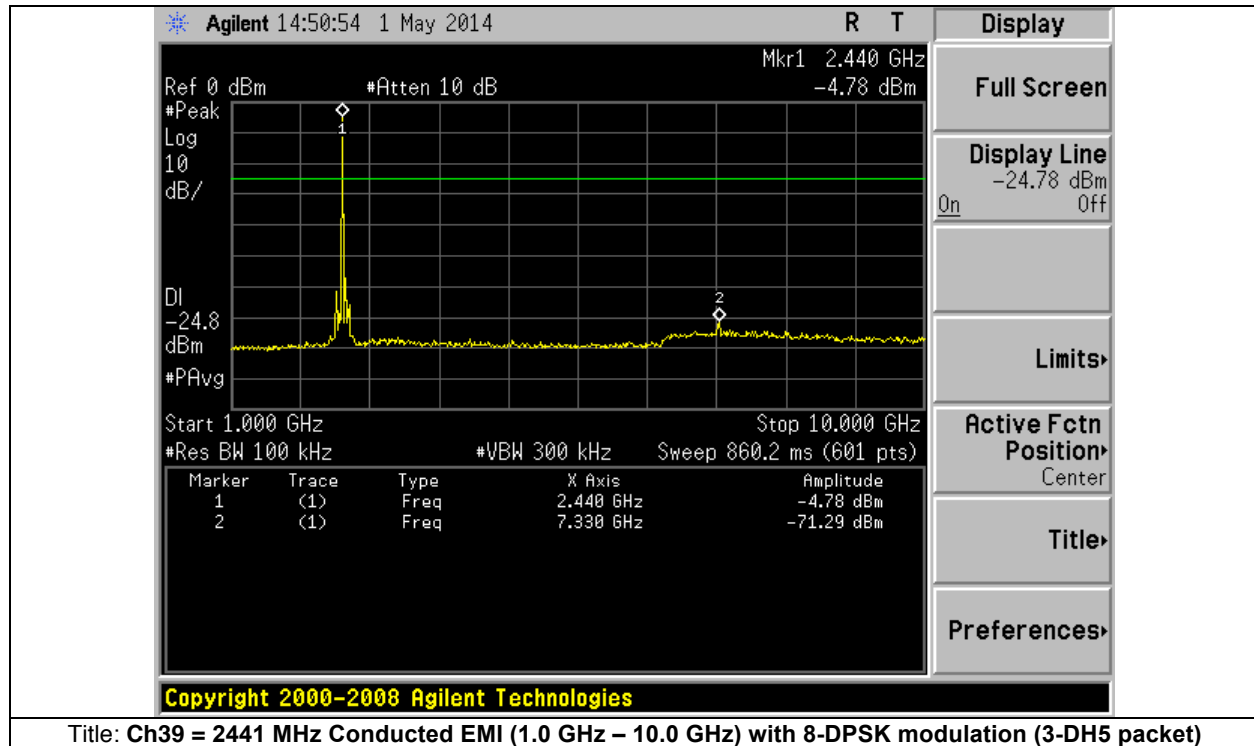 Agilent 14:50:54 1 May 2014 R T
Display
Mkr1 2.440 GHz
Ref 0 dBm #Atten 10 dB -4.78 dBm
#Peak
Log
10
dB/
1
2
DI
-24.8
dBm
#PAvg
Start 1.000 GHz Stop 10.000 GHz
#Res BW 100 kHz #VBW 300 kHz Sweep 860.2 ms (601 pts)
Marker Trace Type X Axis Amplitude
1 (1) Freq 2.440 GHz -4.78 dBm
2 (1) Freq 7.330 GHz -71.29 dBm
Full Screen
Display Line
-24.78 dBm
On Off
Limits
Active Fctn
Position
Center
Title
Preferences
Copyright 2000-2008 Agilent Technologies
Title: Ch39 = 2441 MHz Conducted EMI (1.0 GHz – 10.0 GHz) with 8-DPSK modulation (3-DH5 packet)